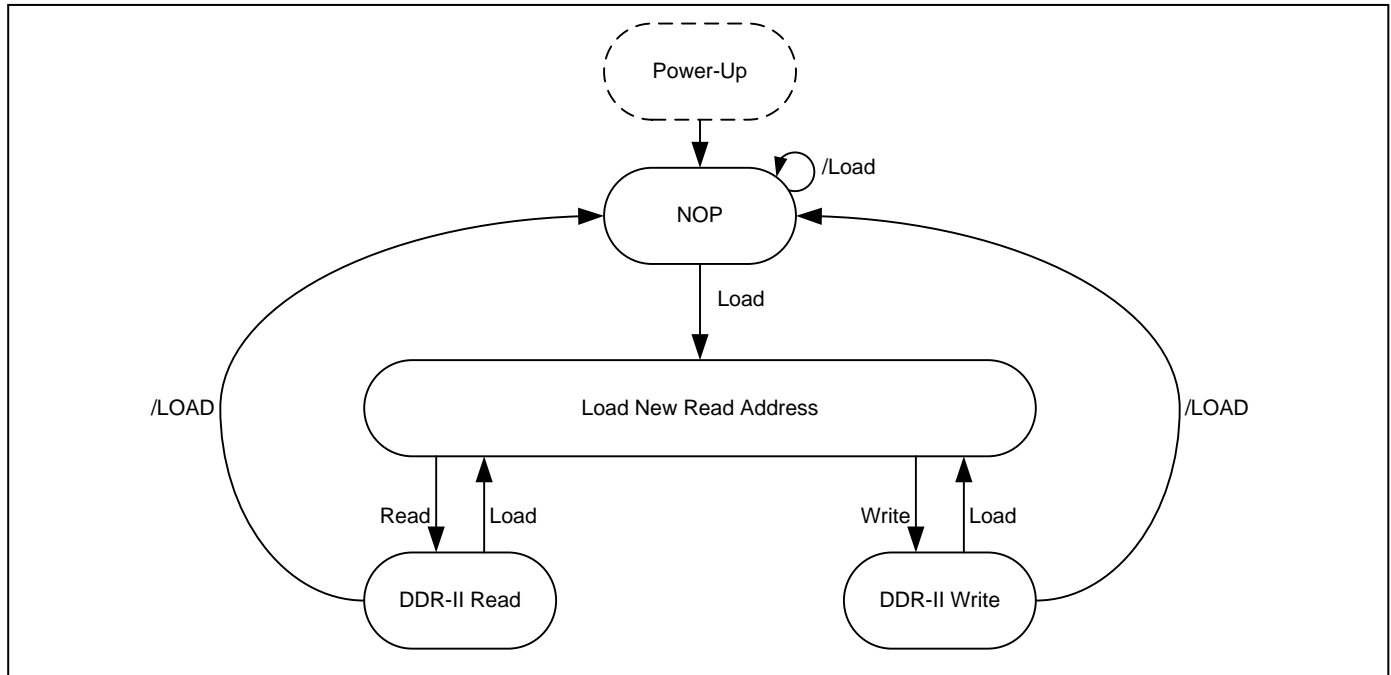 Power-Up
/Load
NOP
Load
Load New Read Address
/LOAD
/LOAD
Read
Load
Write
Load
DDR-II Read
DDR-II Write